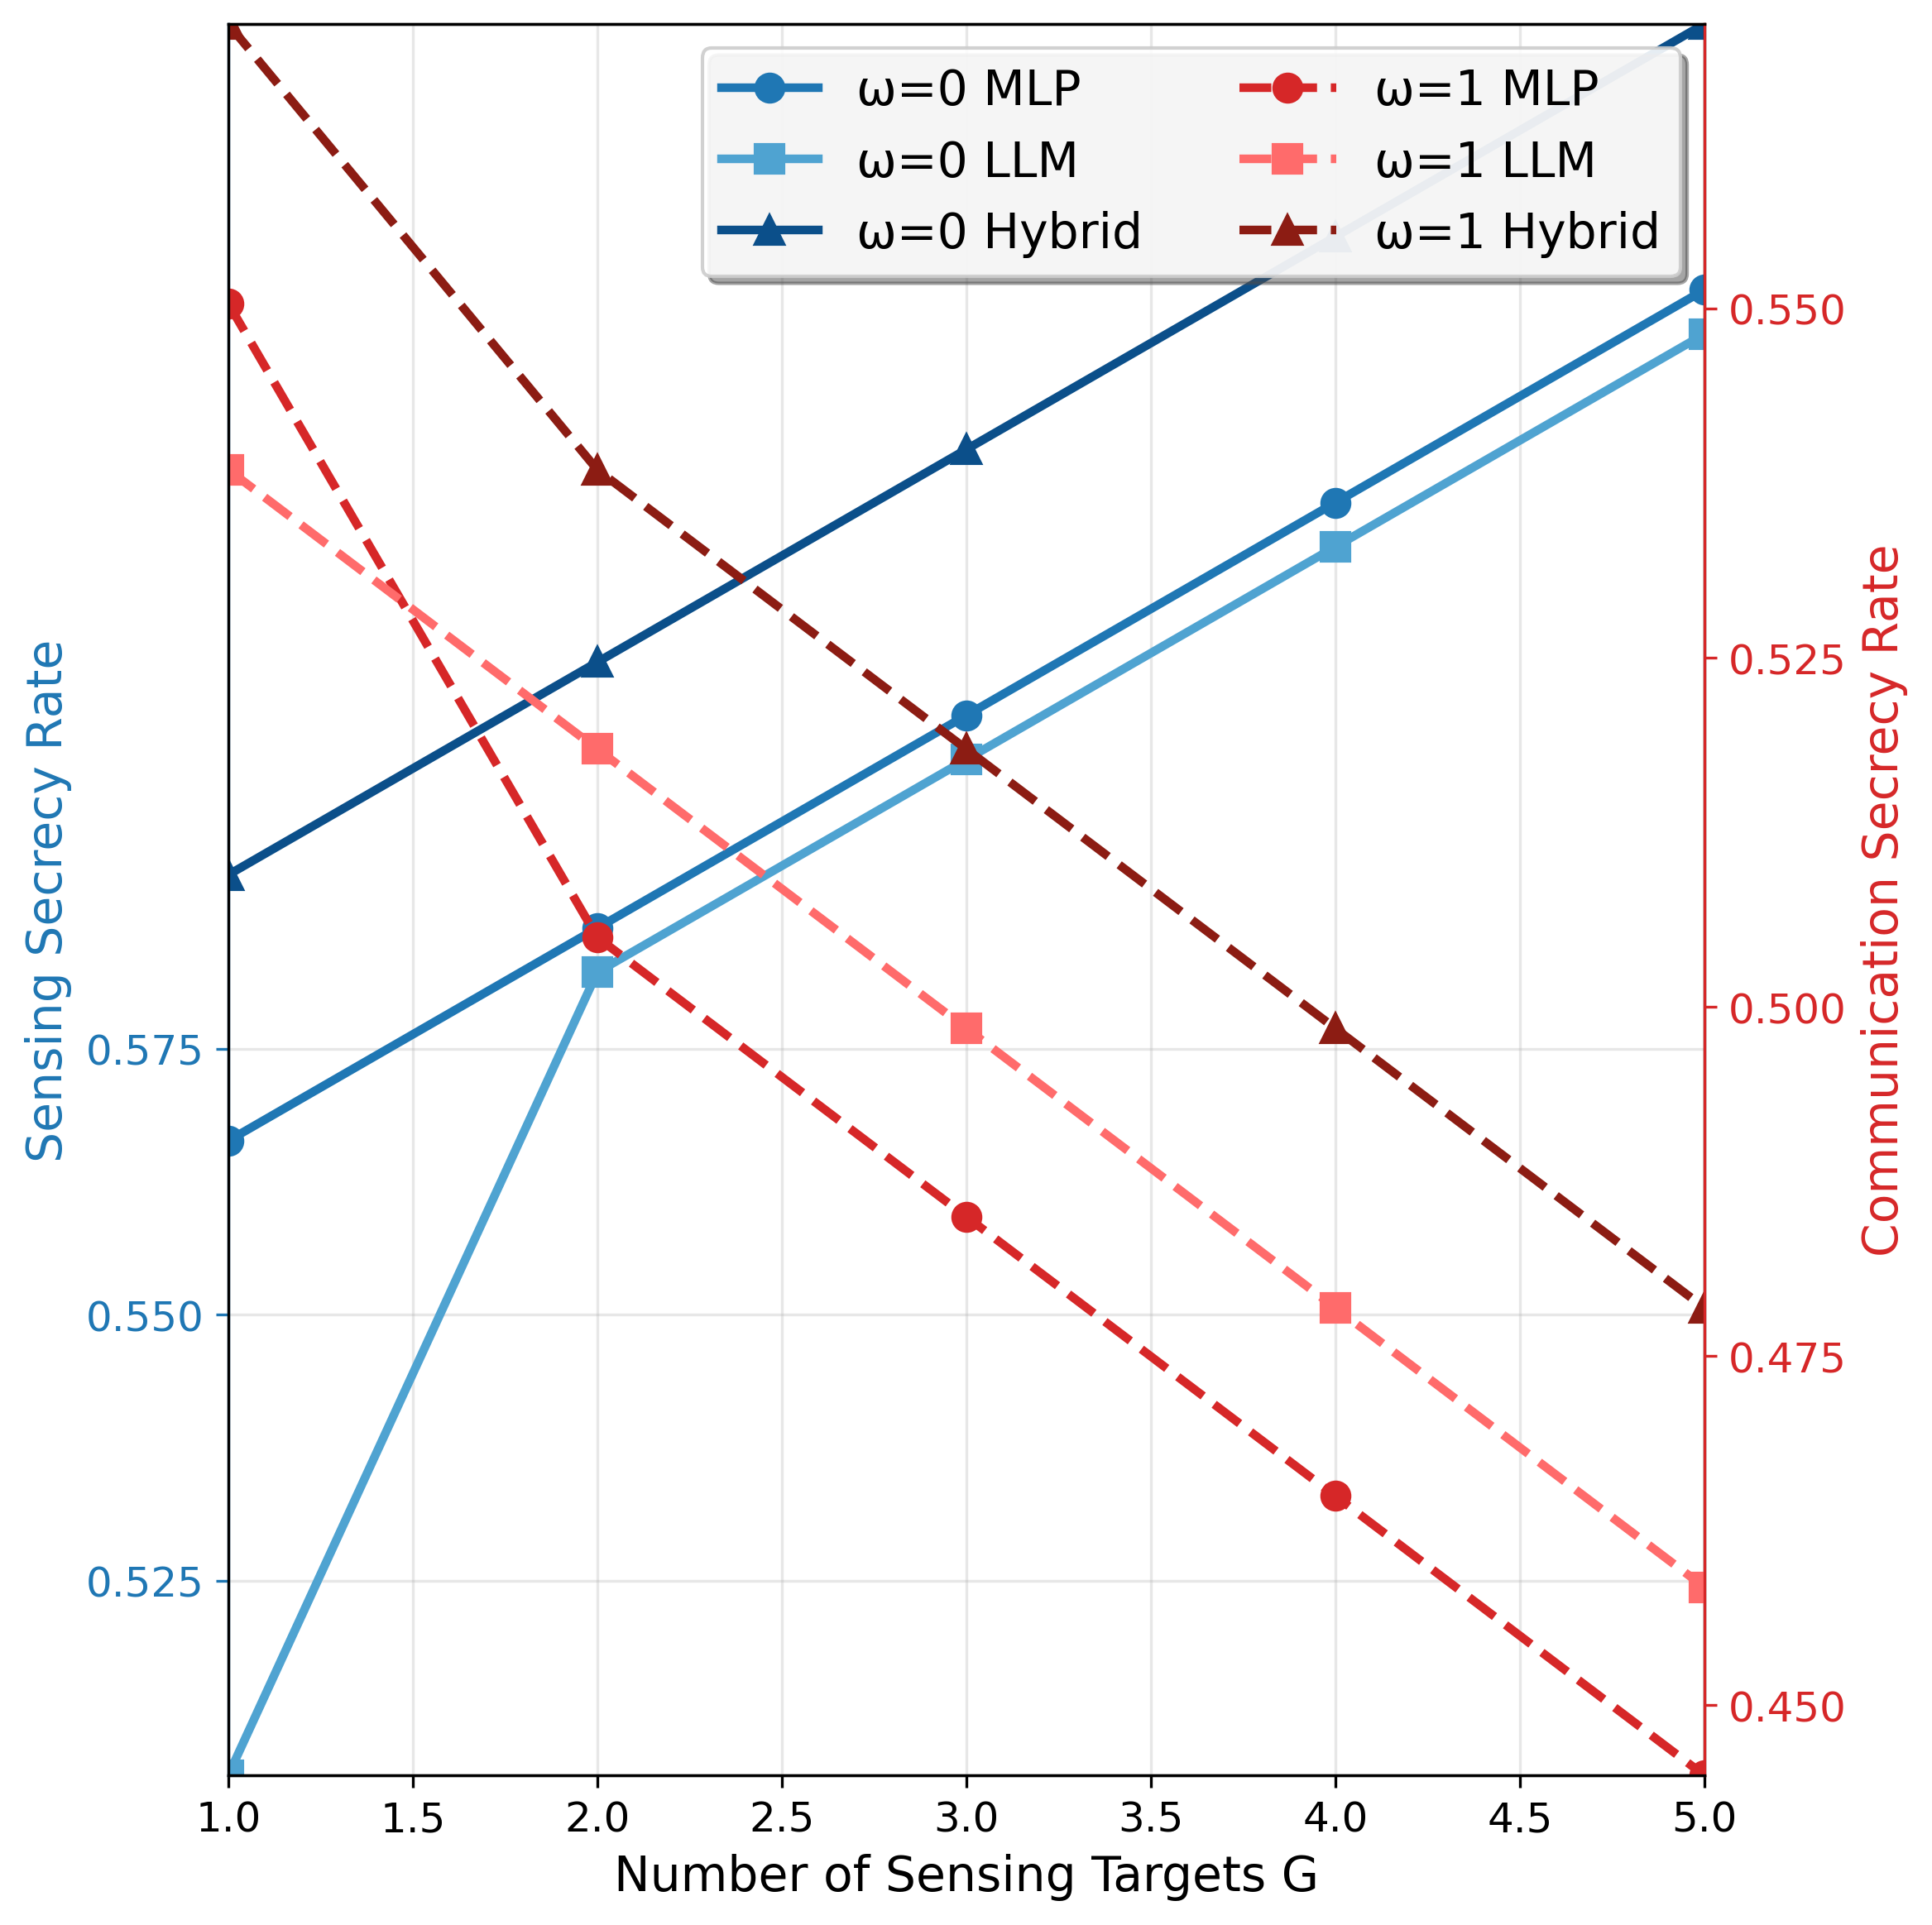 ω=0 MLP
ω=0 LLM
ω=0 Hybrid
ω=1 MLP
ω=1 LLM
ω=1 Hybrid
Sensing Secrecy Rate
0.575
0.550
0.525
0.550
0.525
0.500
0.475
0.450
Communication Secrecy Rate
1.0 1.5 2.0 2.5 3.0 3.5 4.0 4.5 5.0
Number of Sensing Targets G